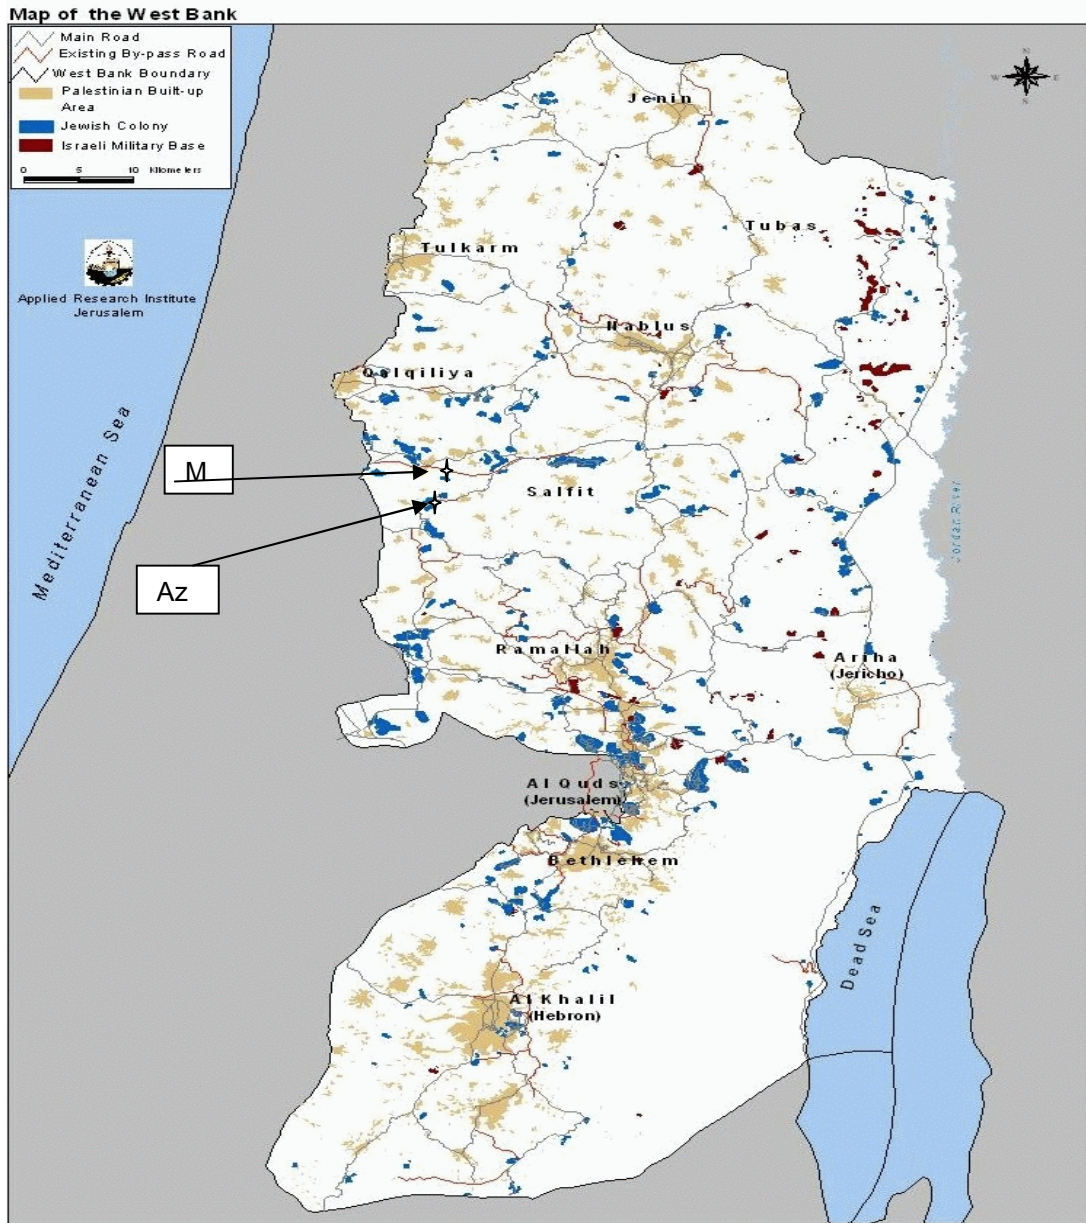 Map of the West Bank
Main Road
Existing By-pass Road
West Bank Boundary
Palestinian Built-up
Area
Jewish Colony
Israeli Military Base
0 5 10 Kilometers
N
W E
S
Jenin
Tubas
Tulkarm
Applied Research Institute
Jerusalem
Nablus
Qalqiliya
Mediterranean Sea
M
Salfit
Jordan River
Az
Ramallah
Ariha
(Jericho)
Al Quds
(Jerusalem)
Bethlehem
Dead Sea
Al Khalil
(Hebron)